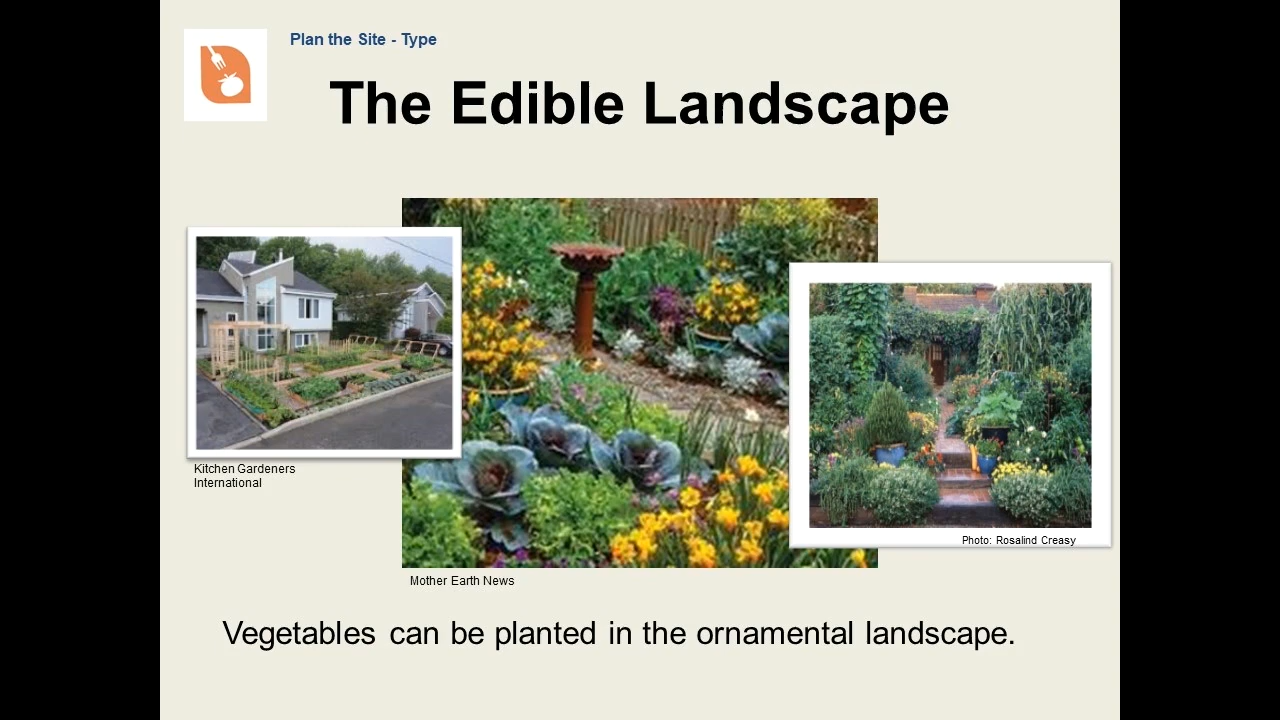 Plan the Site - Type
The Edible Landscape
Kitchen Gardeners
International
Photo: Rosalind Creasy
Mother Earth News
Vegetables can be planted in the ornamental landscape.